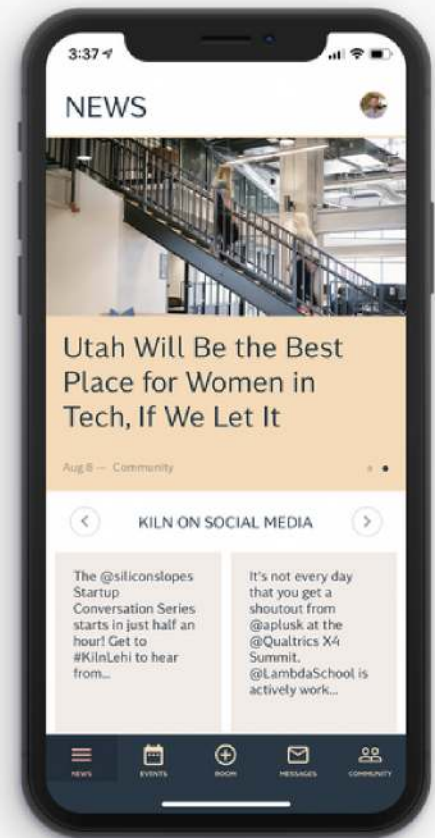 3:37
NEWS
Utah Will Be the Best
Place for Women in
Tech, If We Let It
Aug 8 — Community
KILN ON SOCIAL MEDIA
The @siliconslopes
Startup
Conversation Series
starts in just half an
hour! Get to
#KilnLehi to hear
from...
It's not every day
that you get a
shoutout from
@aplusk at the
@Qualtrics X4
Summit.
@LambdaSchool is
actively work...
NEWS
EVENTS
ROOM
MESSAGES
COMMUNITY